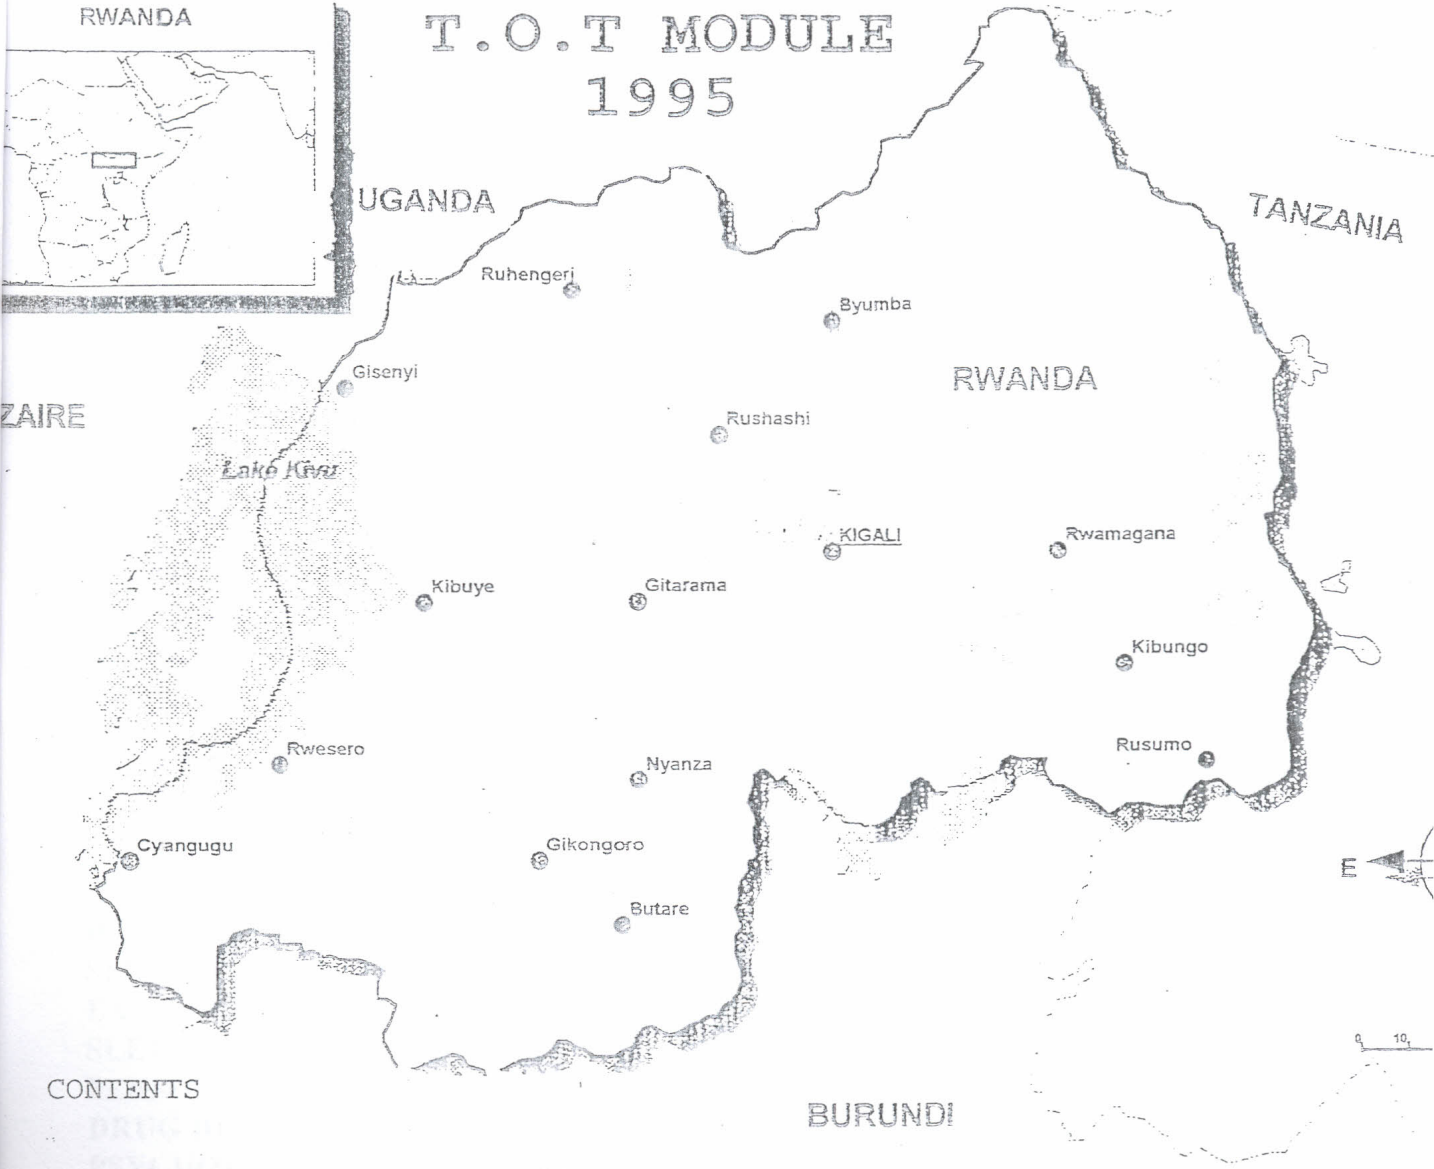 RWANDA
T.O.T MODULE
1995
UGANDA
TANZANIA
Ruhengeri
Byumba
Gisenyi
RWANDA
ZAIRE
Rushashi
Lake Kivu
KIGALI
Rwamagana
Kibuye
Gitarama
Kibungo
Rwesero
Nyanza
Rusumo
Cyangugu
Gikongoro
E
Butare
0 10
CONTENTS
BURUNDI
DRUG